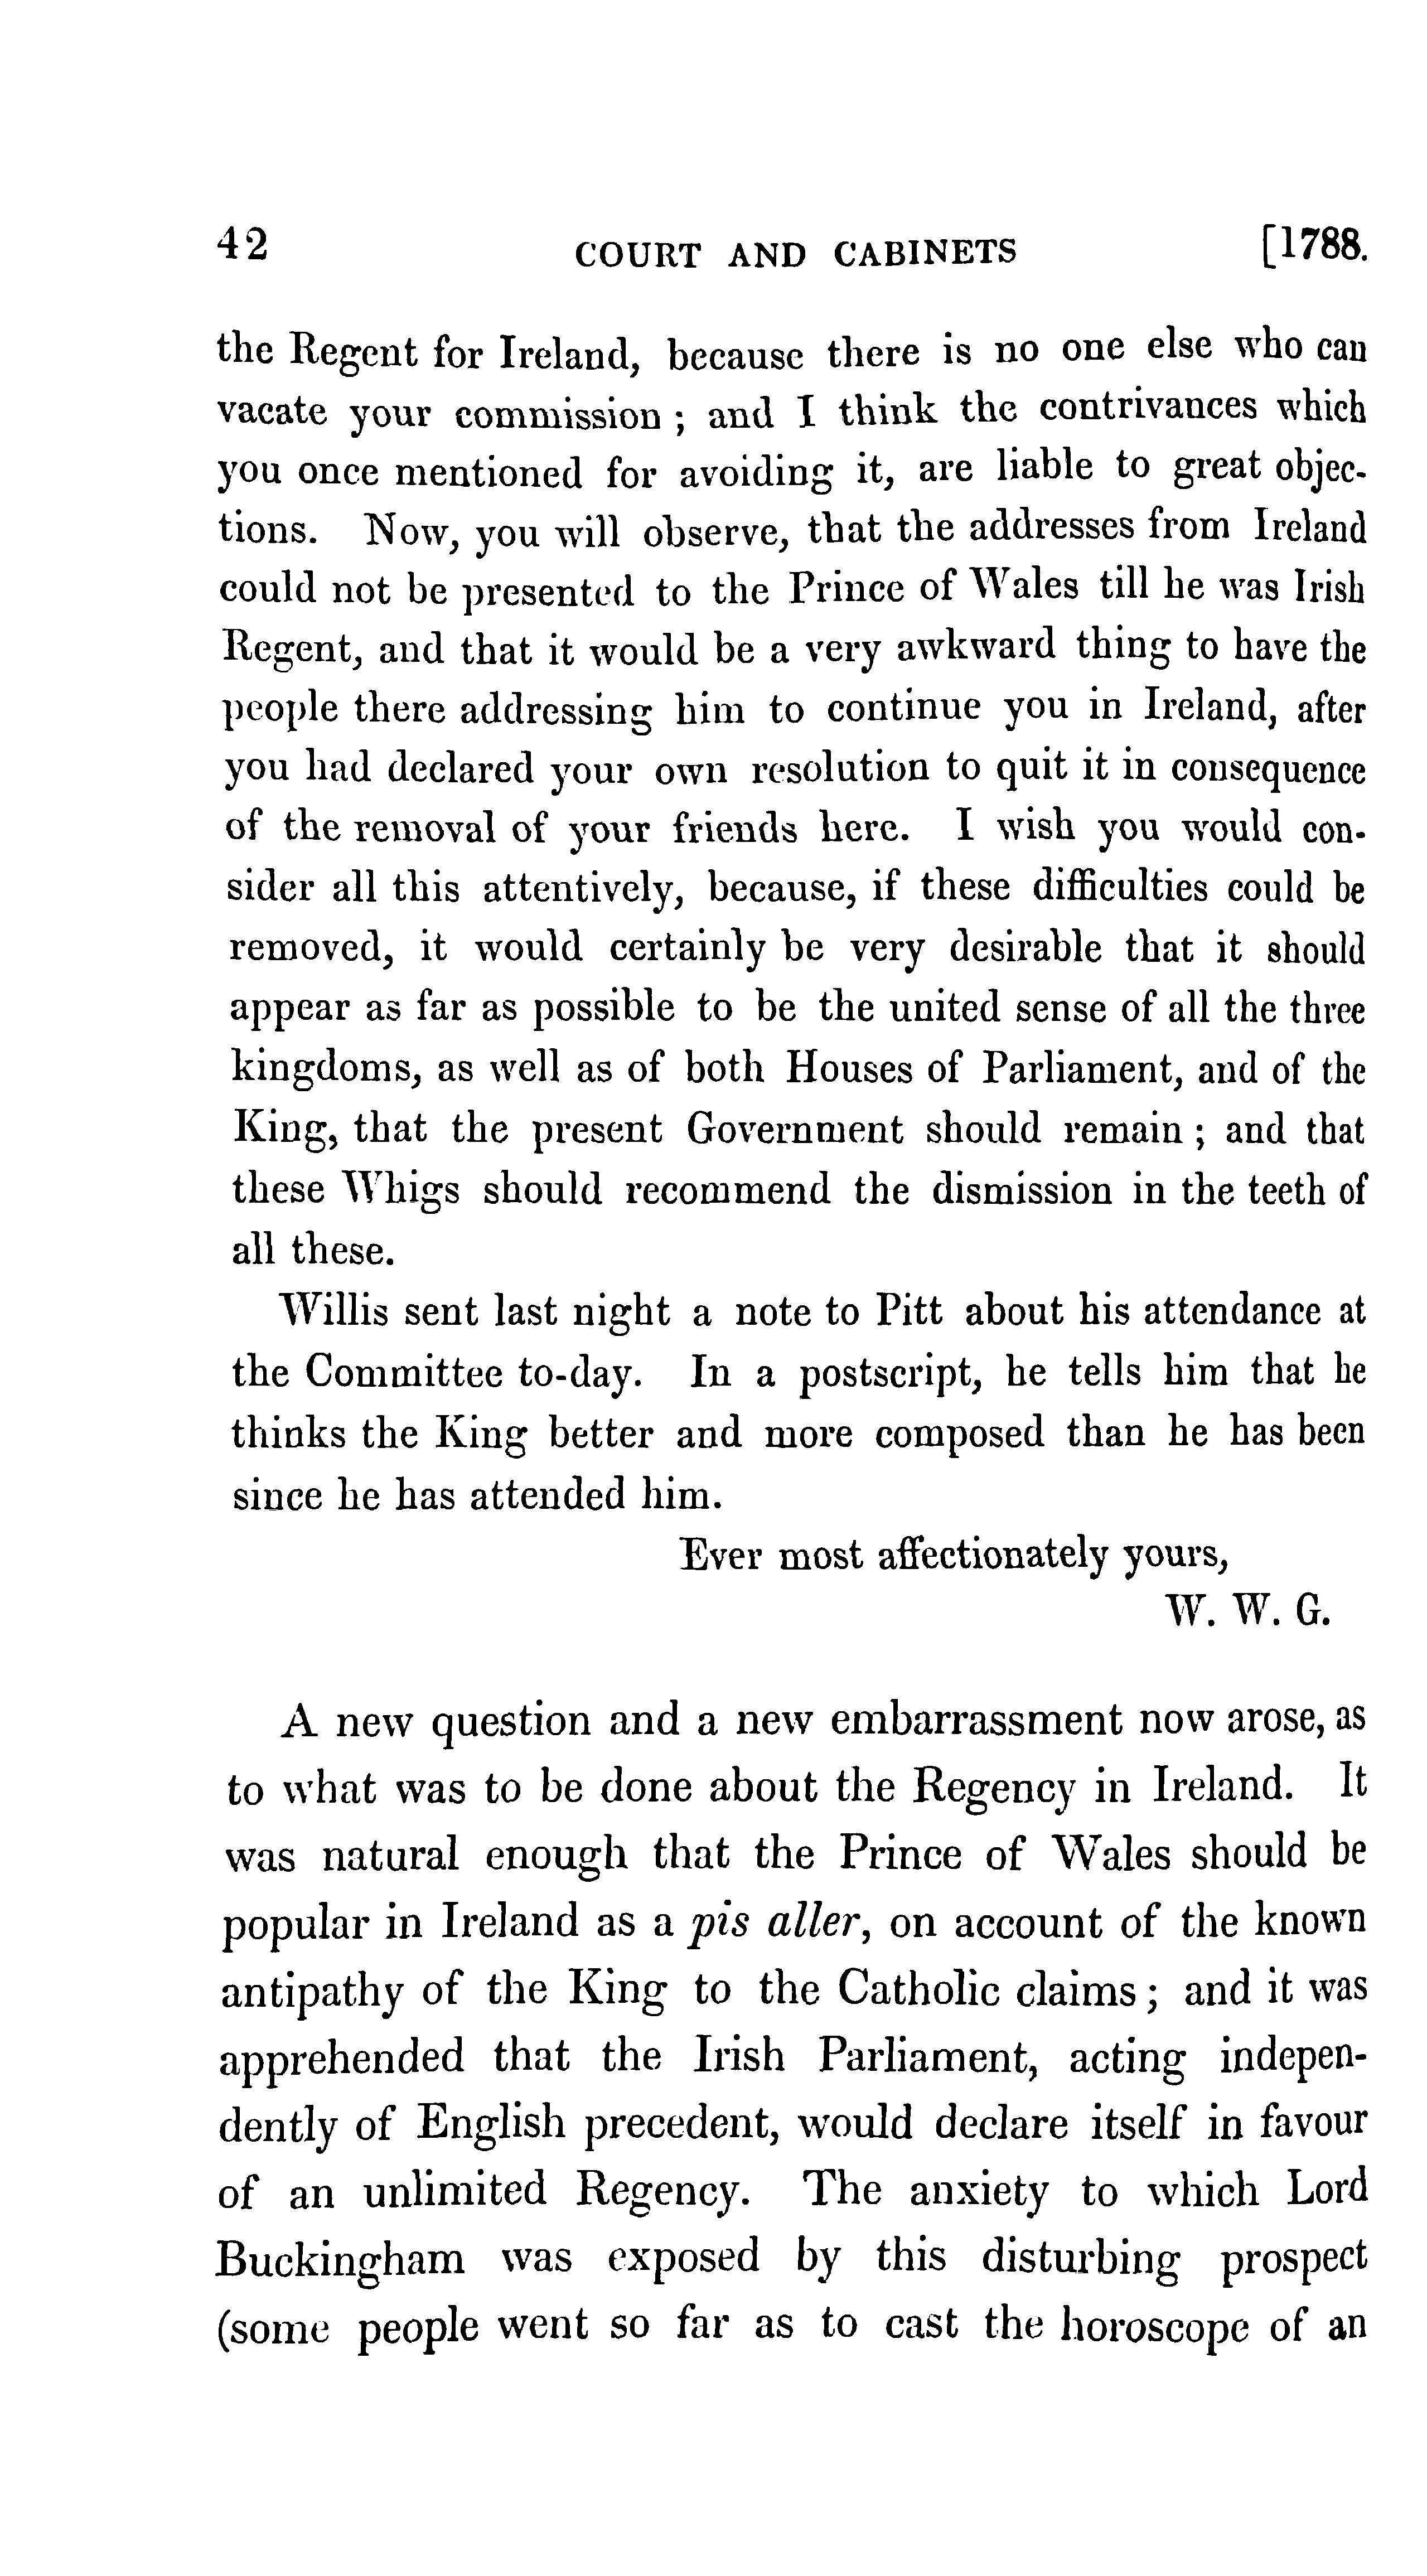 42 COURT AND CABINETS [1788.
the Regent for Ireland, because there is no one else who can
vacate your commission ; and I think the contrivances which
you once mentioned for avoiding it, are liable to great objec-
tions. Now, you will observe, that the addresses from Ireland
could not be presented to the Prince of Wales till he was Irish
Regent, and that it would be a very awkward thing to have the
people there addressing him to continue you in Ireland, after
you had declared your own resolution to quit it in consequence
of the removal of your friends here. I wish you would con-
sider all this attentively, because, if these difficulties could be
removed, it would certainly be very desirable that it should
appear as far as possible to be the united sense of all the three
kingdoms, as well as of both Houses of Parliament, and of the
King, that the present Government should remain ; and that
these Whigs should recommend the dismission in the teeth of
all these.
Willis sent last night a note to Pitt about his attendance at
the Committee to-day. In a postscript, he tells him that he
thinks the King better and more composed than he has been
since he has attended him.
Ever most affectionately yours,
W. W. G.
A new question and a new embarrassment now arose, as
to what was to be done about the Regency in Ireland. It
was natural enough that the Prince of Wales should be
popular in Ireland as a pis aller, on account of the known
antipathy of the King to the Catholic claims ; and it was
apprehended that the Irish Parliament, acting indepen-
dently of English precedent, would declare itself in favour
of an unlimited Regency. The anxiety to which Lord
Buckingham was exposed by this disturbing prospect
(some people went so far as to cast the horoscope of an